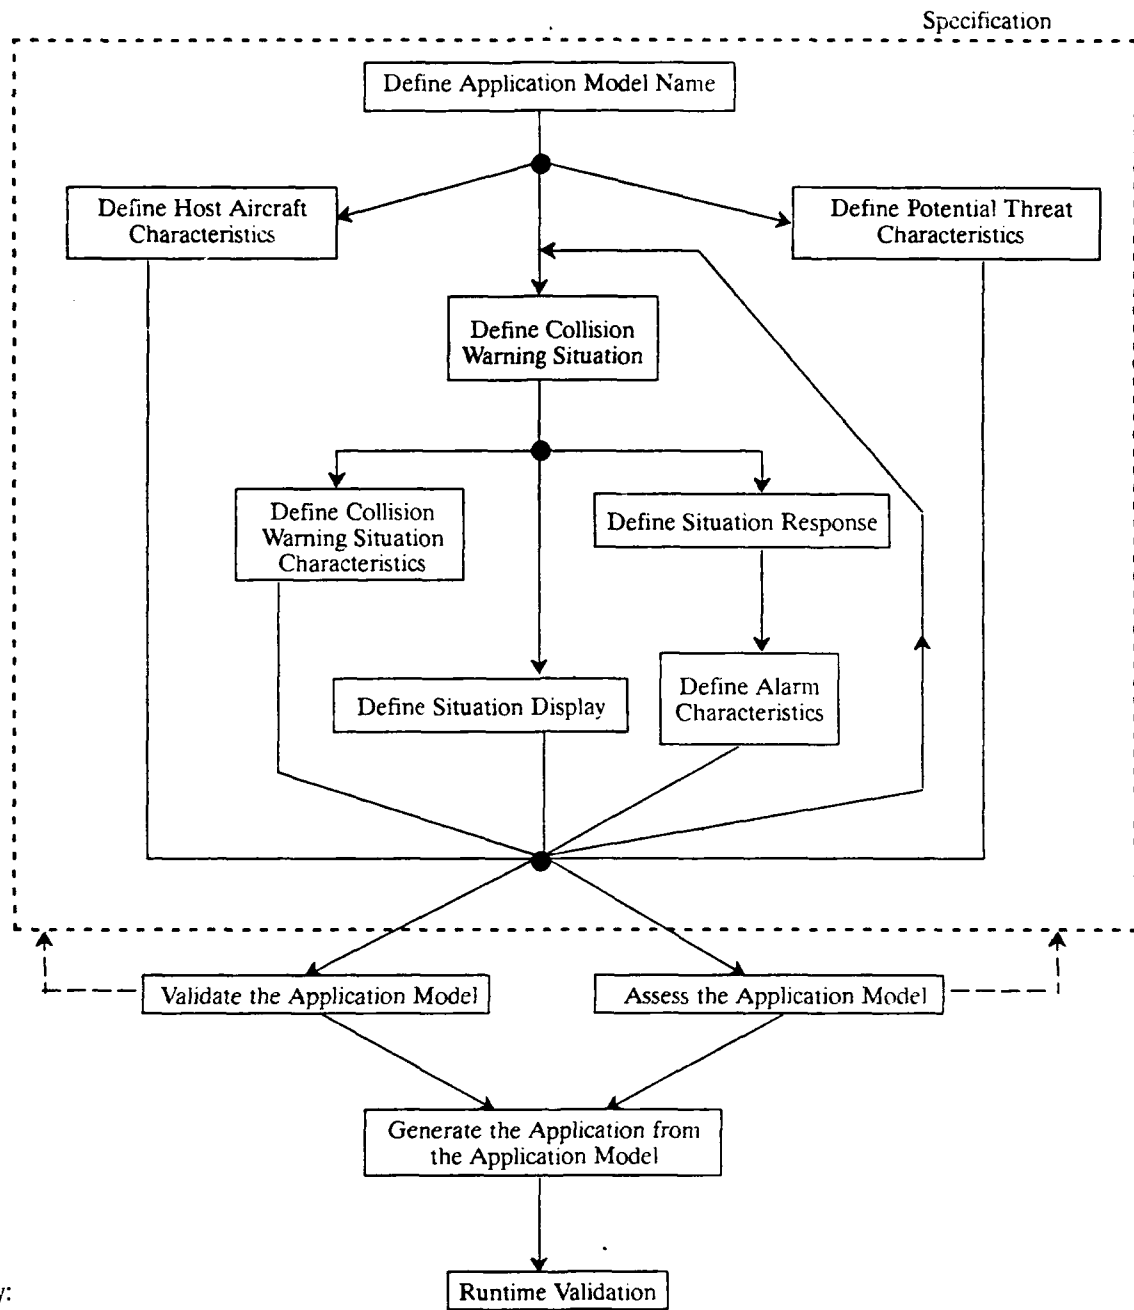 Specification
Define Application Model Name
Define Host Aircraft
Characteristics
Define Potential Threat
Characteristics
Define Collision
Warning Situation
Define Collision
Warning Situation
Characteristics
Define Situation Response
Define Situation Display
Define Alarm
Characteristics
Validate the Application Model
Assess the Application Model
Generate the Application from
the Application Model
Runtime Validation